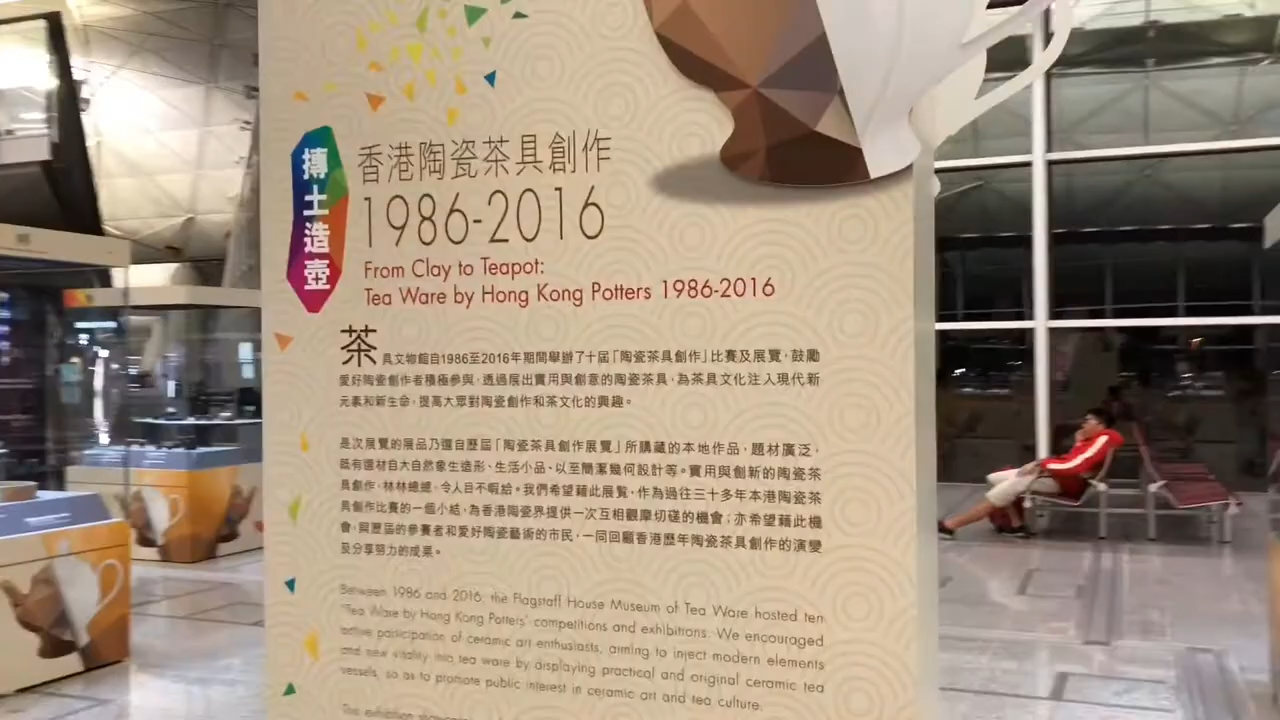 摶土造壺
香港陶瓷茶具創作
1986-2016
From Clay to Teapot:
Tea Ware by Hong Kong Potters 1986-2016
茶具文物館自1986至2016年期間舉辦了十屆「陶瓷茶具創作」比賽及展覽，鼓勵
愛好陶瓷創作者積極參與，透過展出實用與創意的陶瓷茶具，為茶具文化注入現代新
元素和新生命，提高大眾對陶瓷創作和茶文化的興趣。
是次展覽的展品乃選自歷屆「陶瓷茶具創作展覽」所購藏的本地作品，題材廣泛，
既有選材自大自然象生造形、生活小品、以至簡潔幾何設計等。實用與創新的陶瓷茶
具創作，林林總總，令人目不暇給。我們希望藉此展覽，作為過往三十多年本港陶瓷茶
具創作比賽的一個小結，為香港陶瓷界提供一次互相觀摩切磋的機會；亦希望藉此機
會，與歷屆的參賽者和愛好陶瓷藝術的市民，一同回顧香港歷年陶瓷茶具創作的演變
至分享努力的成果。
Between 1986 and 2016, the Flagstaff House Museum of Tea Ware hosted ten
'Tea Ware by Hong Kong Potters' competitions and exhibitions. We encouraged
active participation of ceramic art enthusiasts, aiming to inject modern elements
and new vitality into tea ware by displaying practical and original ceramic tea
vessels, so as to promote public interest in ceramic art and tea culture.
This exhibition